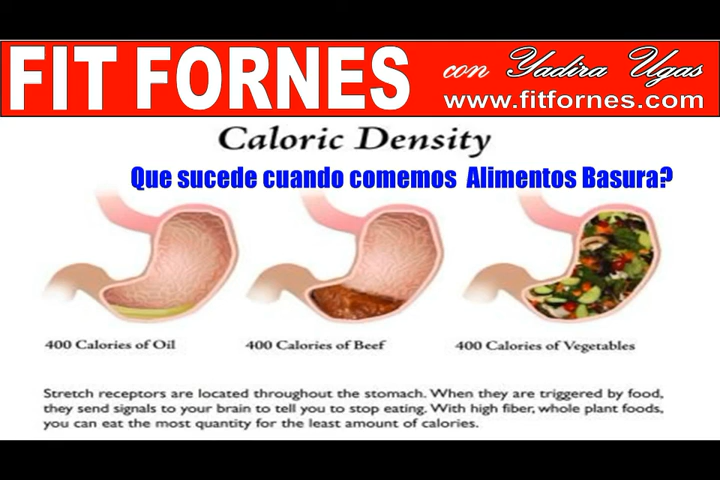 FIT FORNES
con Yadira Ugas
www.fitfornes.com
Caloric Density
Que sucede cuando comemos Alimentos Basura?
400 Calories of Oil
400 Calories of Beef
400 Calories of Vegetables
Stretch receptors are located throughout the stomach. When they are triggered by food,
they send signals to your brain to tell you to stop eating. With high fiber, whole plant foods,
you can eat the most quantity for the least amount of calories.